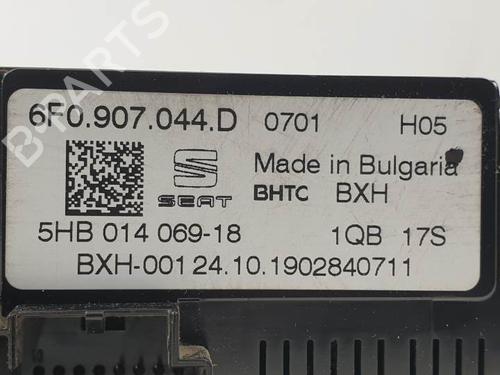 6F0.907.044.D 0701 H05
Made in Bulgaria
SEAT BHTC BXH
5HB 014 069-18 1QB 17S
BXH-001 24.10.1902840711